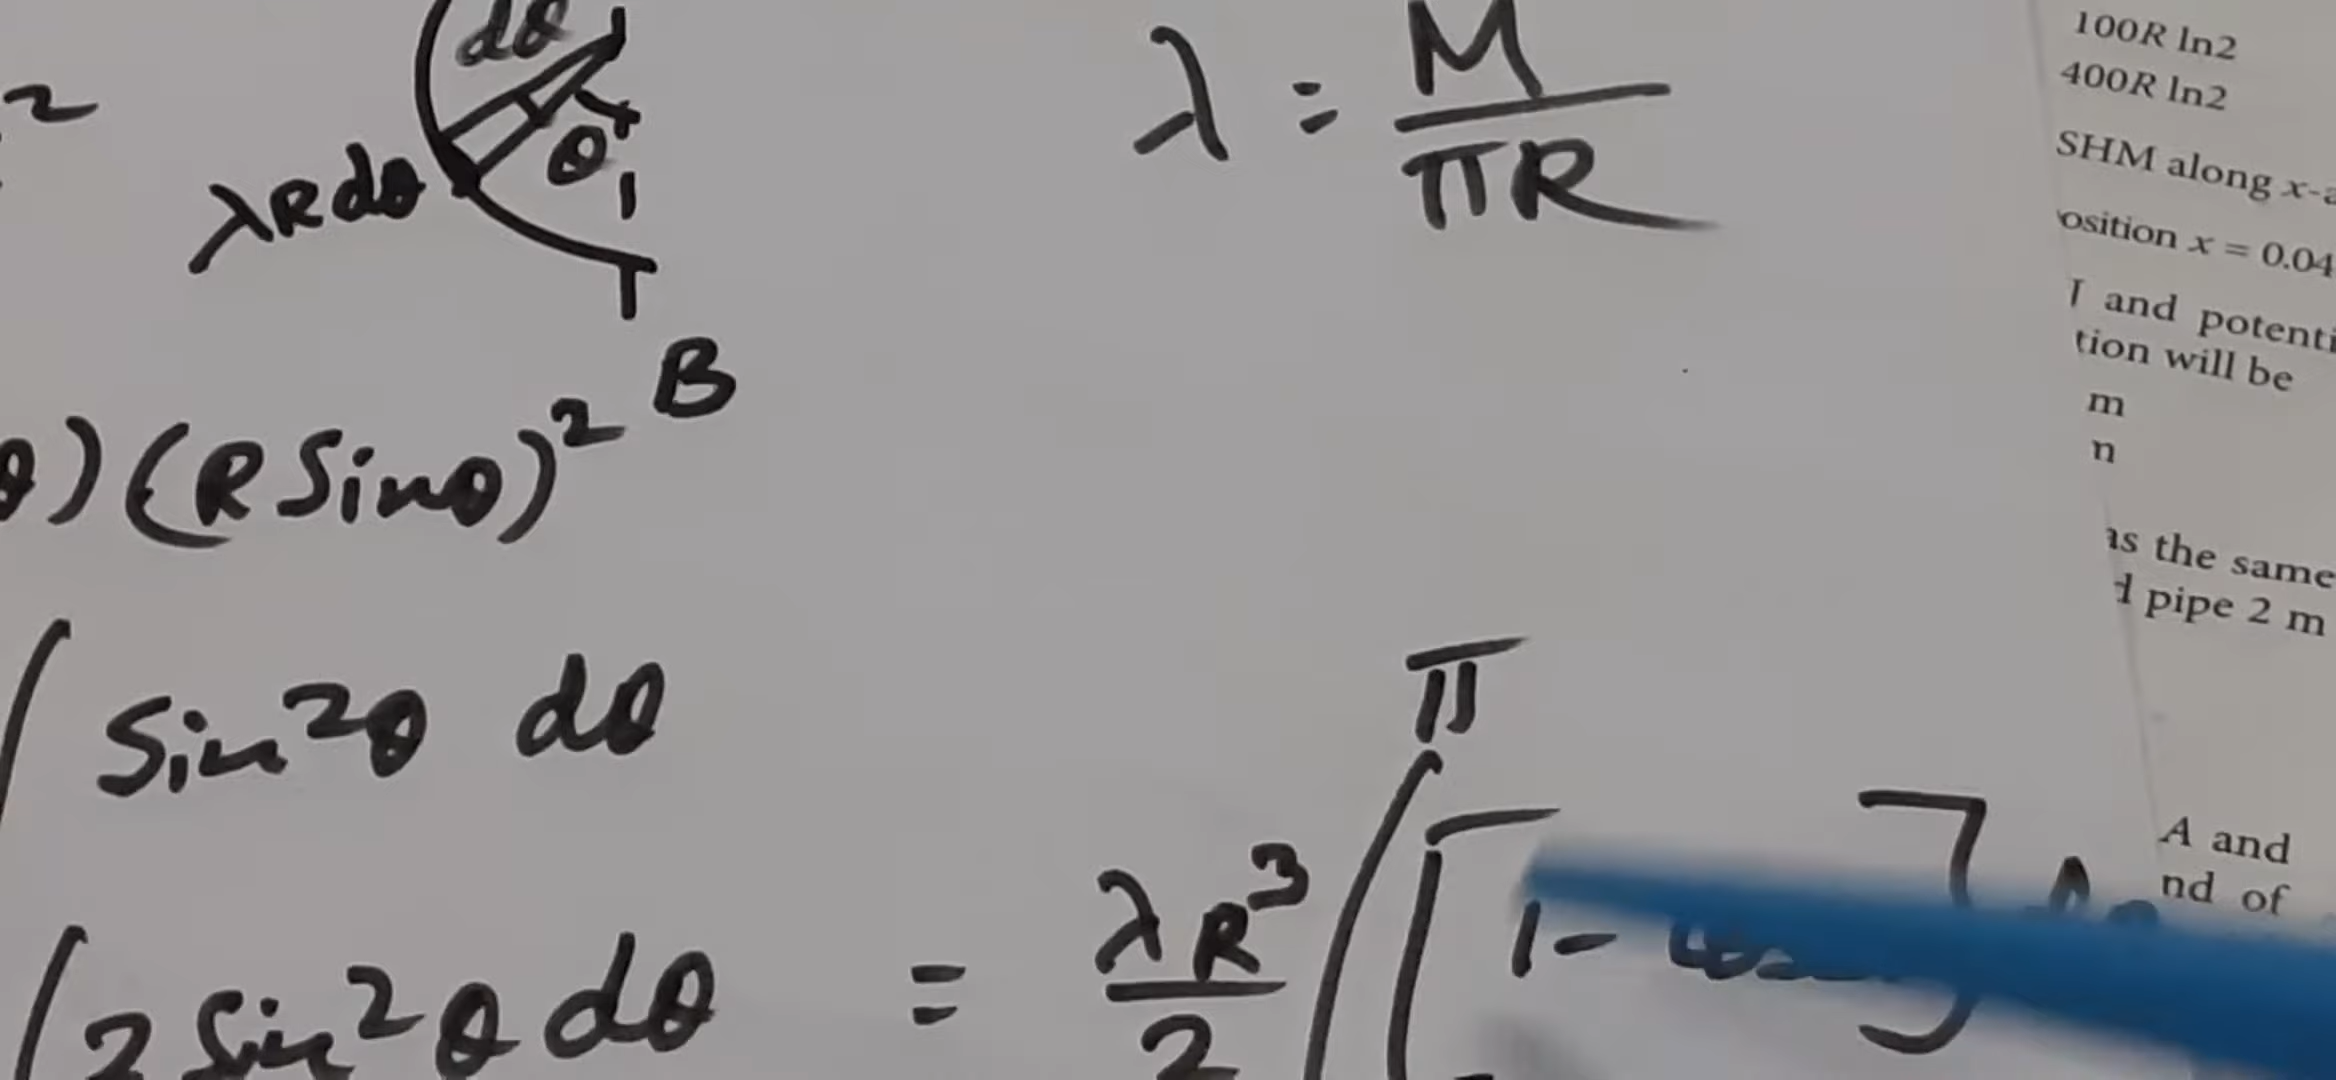 dθ
λ = M / πR
2
λRdθ
θ
B
θ)(R Sinθ)²
∫ Sin²θ dθ
π
∫ 2 Sin²θ dθ = λR³ / 2 ∫ [ 1 -
100R ln2
400R ln2
SHM along x-
osition x = 0.04
and potenti
tion will be
m
n
as the same
pipe 2 m
A and
nd of